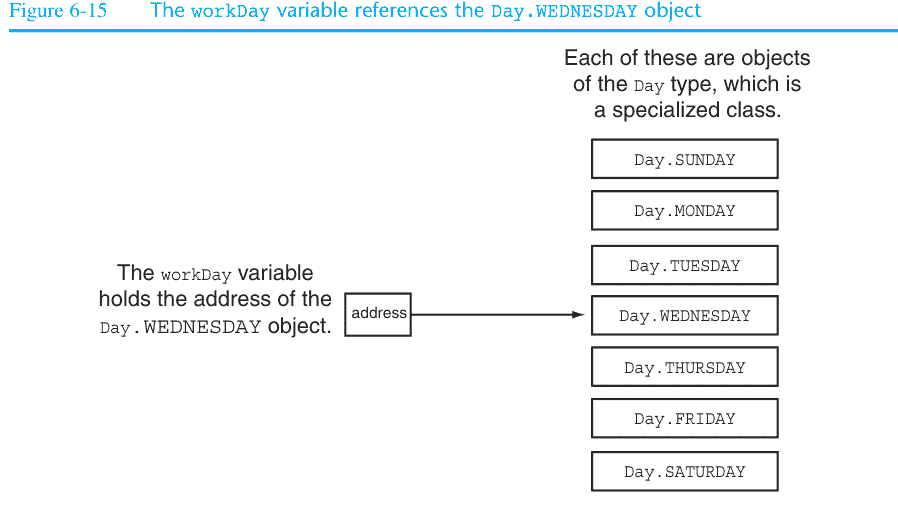 Figure 6-15 The workDay variable references the Day.WEDNESDAY object
Each of these are objects
of the Day type, which is
a specialized class.
Day.SUNDAY
Day.MONDAY
Day.TUESDAY
The workDay variable
holds the address of the
Day.WEDNESDAY object.
address
Day.WEDNESDAY
Day.THURSDAY
Day.FRIDAY
Day.SATURDAY